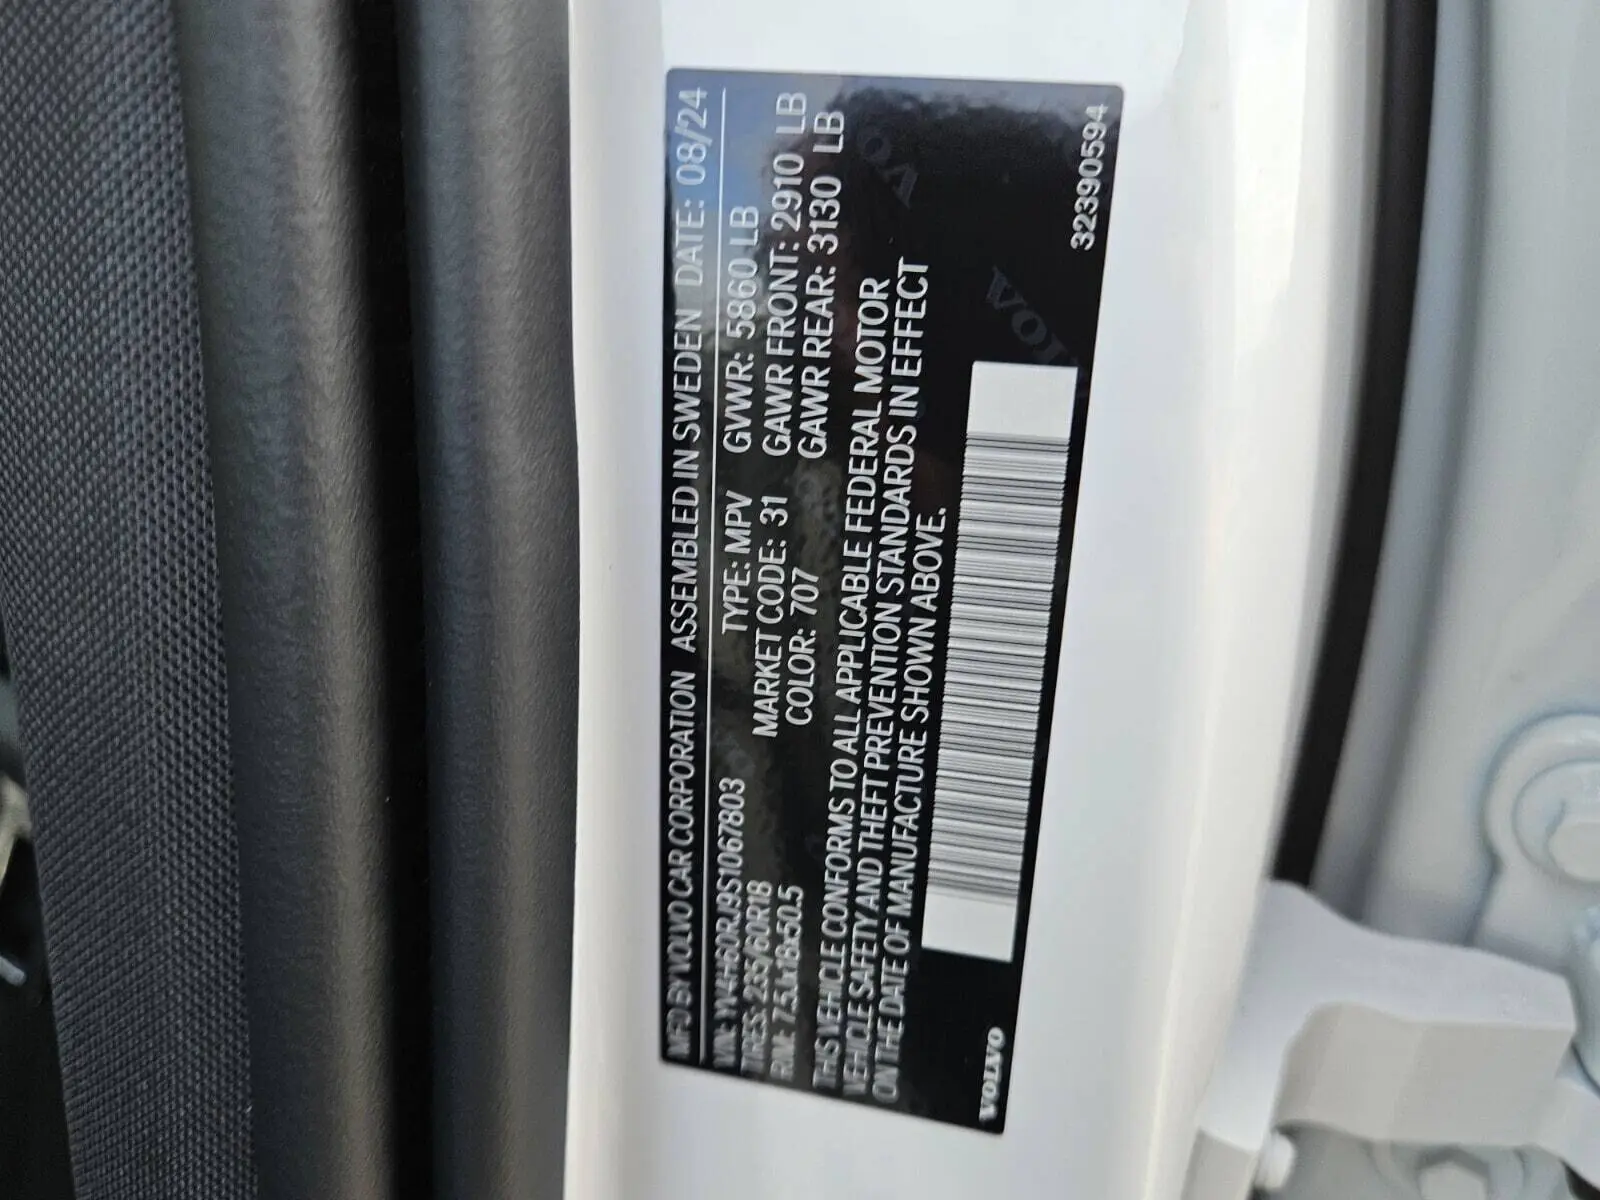 MFD BY VOLVO CAR CORPORATION ASSEMBLED IN SWEDEN DATE: 08/24
VIN: YV4H60RJ9S1067803 TYPE: MPV GVWR: 5860 LB
TIRES: 235/60R18 MARKET CODE: 31 GAWR FRONT: 2910 LB
RIM: 7.5Jx18x50.5 COLOR: 707 GAWR REAR: 3130 LB
THIS VEHICLE CONFORMS TO ALL APPLICABLE FEDERAL MOTOR
VEHICLE SAFETY AND THEFT PREVENTION STANDARDS IN EFFECT
ON THE DATE OF MANUFACTURE SHOWN ABOVE.
VOLVO 32390594